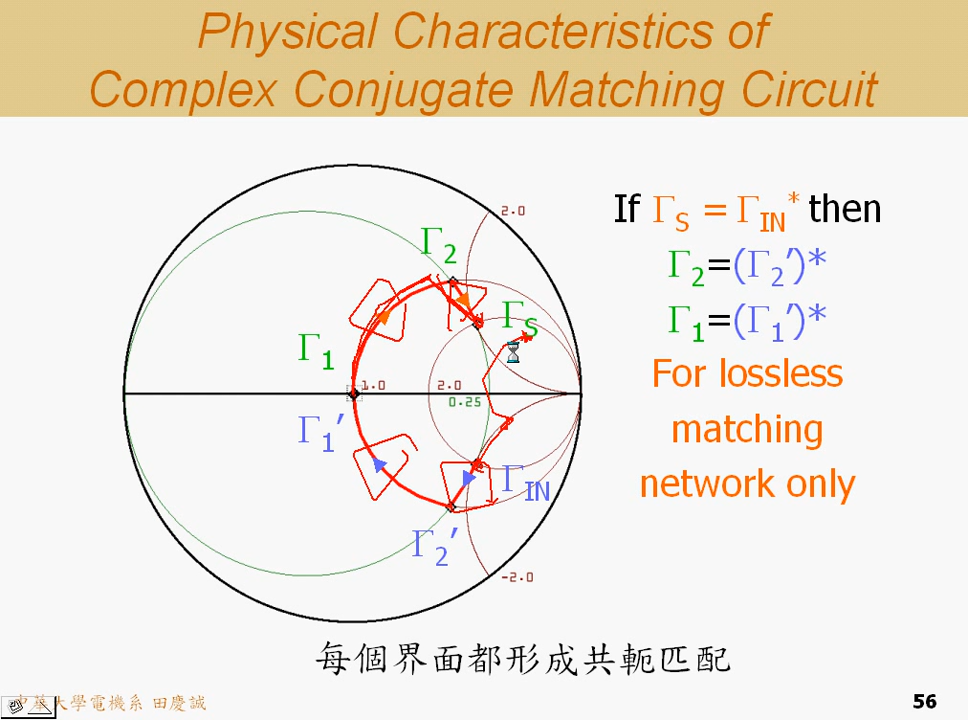 Physical Characteristics of
Complex Conjugate Matching Circuit
If ΓS = ΓIN* then
Γ2=(Γ2′)*
Γ1=(Γ1′)*
For lossless
matching
network only
2.0
Γ2
ΓS
Γ1
1.0
2.0
0.25
Γ1′
ΓIN
Γ2′
-2.0
每個界面都形成共軛匹配
中華大學電機系 田慶誠
56